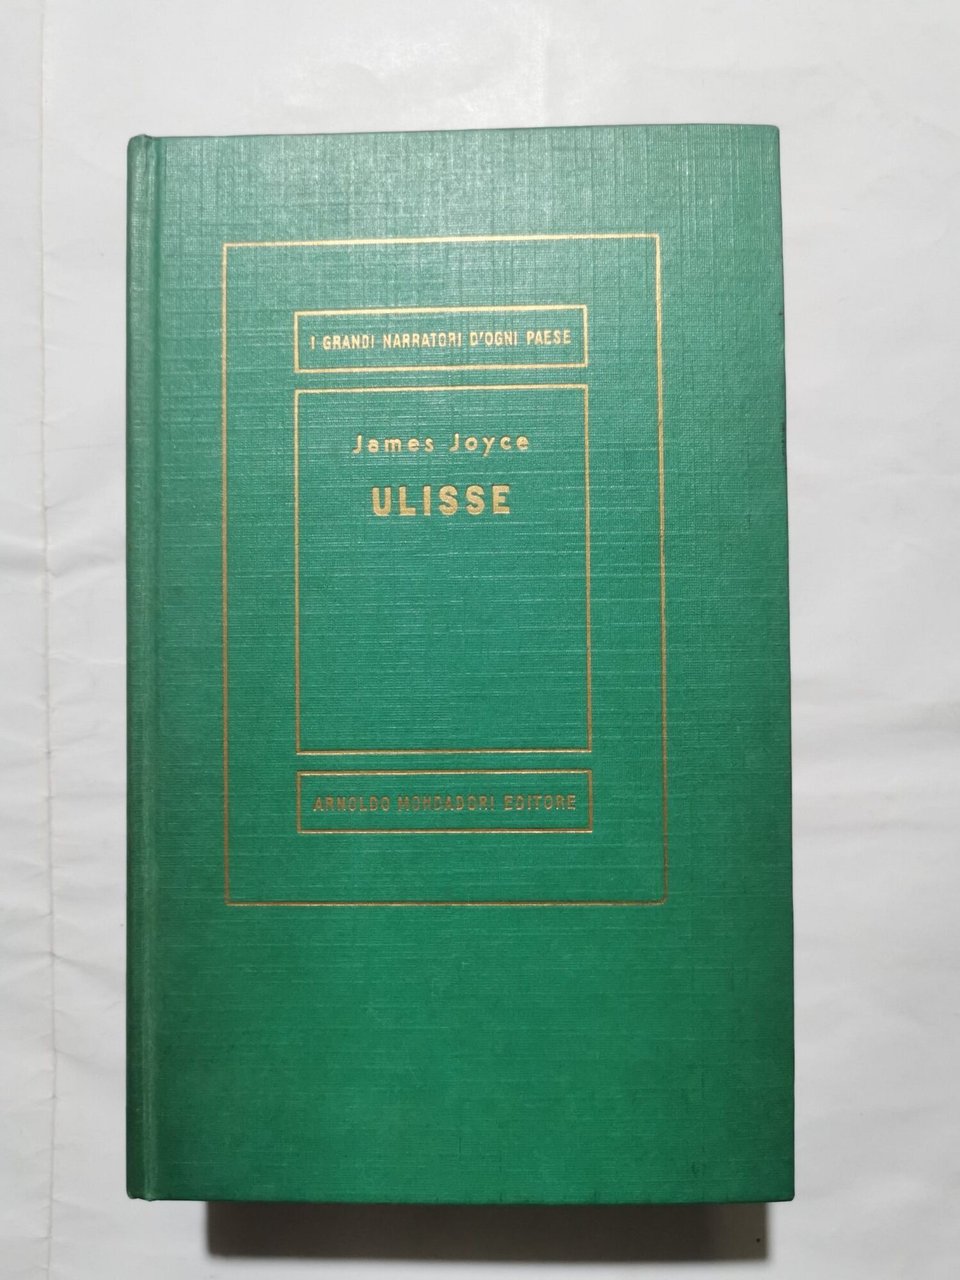 I GRANDI NARRATORI D'OGNI PAESE
James Joyce
ULISSE
ARNOLDO MONDADORI EDITORE